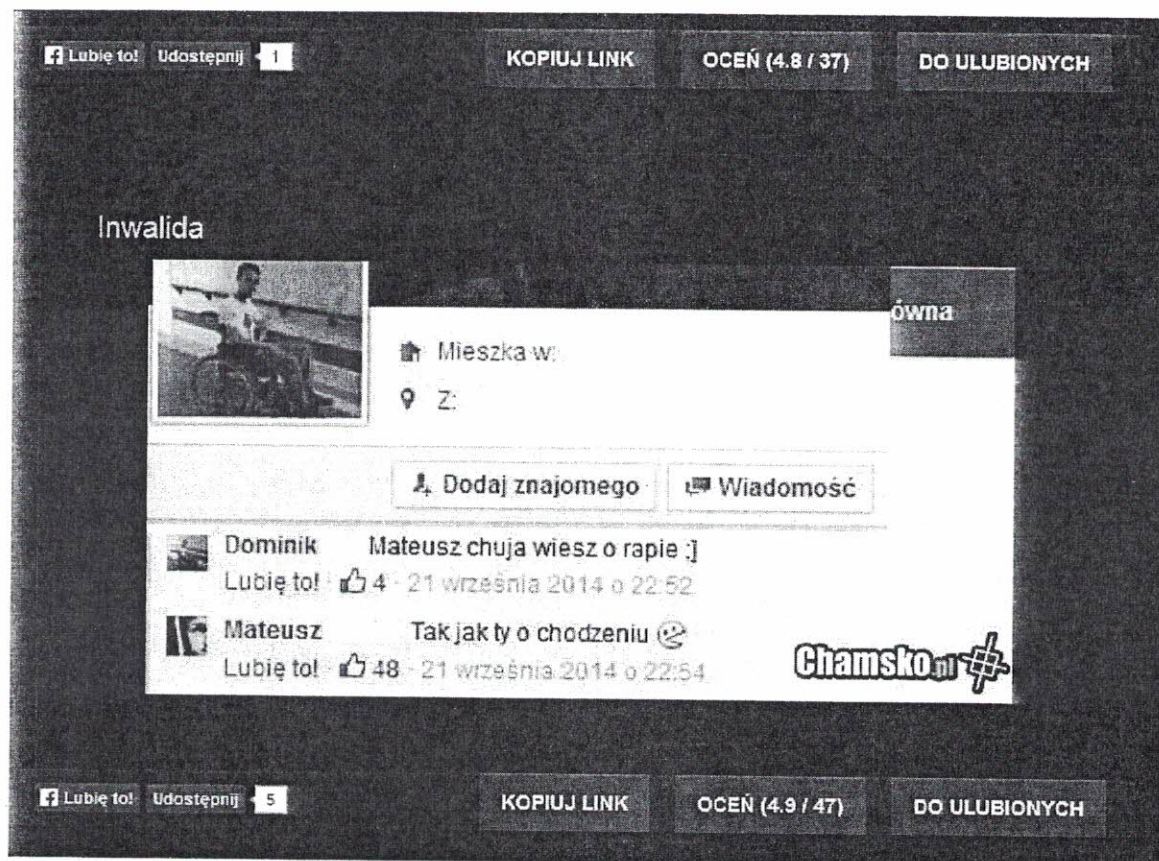 Lubię to! Udostępnij 1 KOPIUJ LINK OCEŃ (4.8 / 37) DO ULUBIONYCH
Inwalida
ówna
Mieszka w:
Z:
Dodaj znajomego Wiadomość
Dominik Mateusz chuja wiesz o rapie :]
Lubię to! · 4 · 21 września 2014 o 22:52
Mateusz Tak jak ty o chodzeniu
Lubię to! · 48 · 21 września 2014 o 22:54
Chamsko.pl
Lubię to! Udostępnij 5 KOPIUJ LINK OCEŃ (4.9 / 47) DO ULUBIONYCH